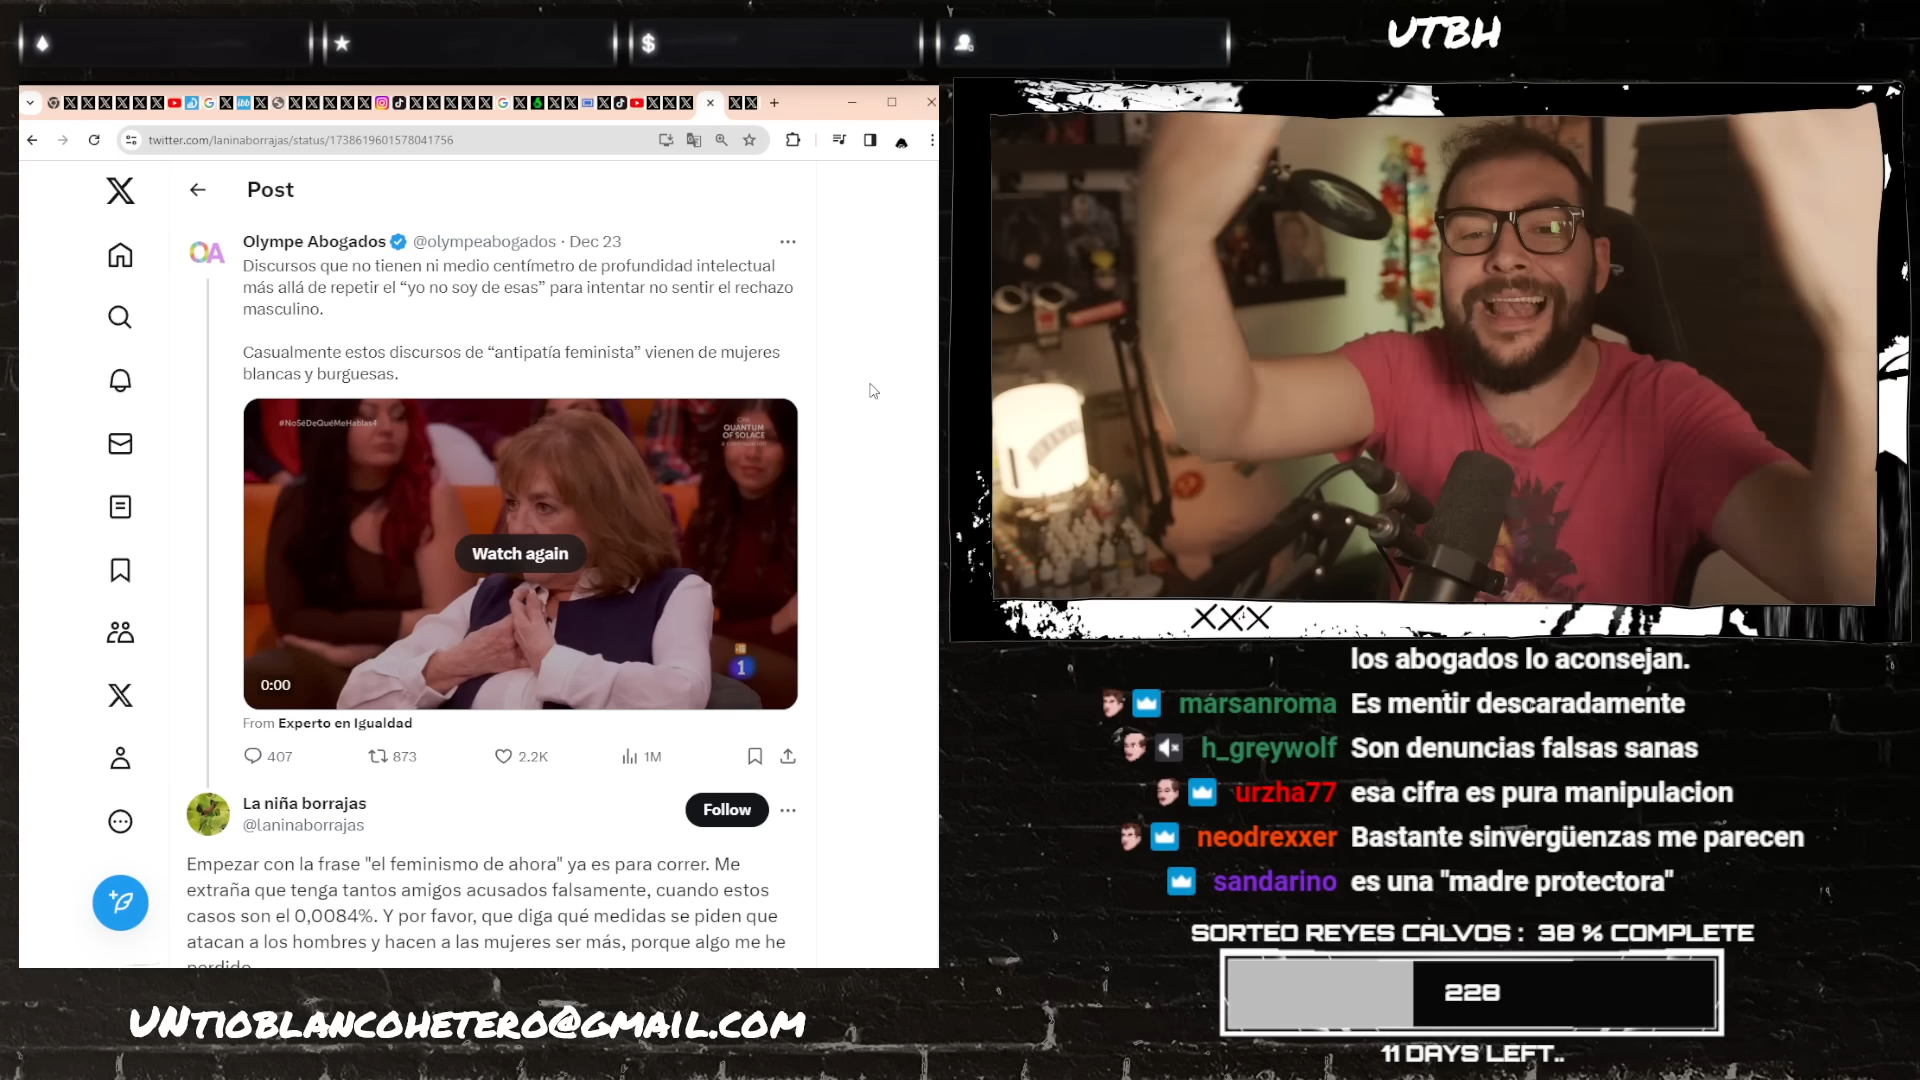 UTBH
twitter.com/laninaborrajas/status/1738619601578041756
Post
Olympe Abogados @olympeabogados · Dec 23
Discursos que no tienen ni medio centímetro de profundidad intelectual
más allá de repetir el “yo no soy de esas” para intentar no sentir el rechazo
masculino.
Casualmente estos discursos de “antipatía feminista” vienen de mujeres
blancas y burguesas.
#NoSéDeQuéMeHablas4
QUANTUM
OF SOLACE
Watch again
1
0:00
From Experto en Igualdad
407 873 2.2K 1M
La niña borrajas
@laninaborrajas
Follow
Empezar con la frase "el feminismo de ahora" ya es para correr. Me
extraña que tenga tantos amigos acusados falsamente, cuando estos
casos son el 0,0084%. Y por favor, que diga qué medidas se piden que
atacan a los hombres y hacen a las mujeres ser más, porque algo me he
perdido
XXX
los abogados lo aconsejan.
marsanroma Es mentir descaradamente
h_greywolf Son denuncias falsas sanas
urzha77 esa cifra es pura manipulacion
neodrexxer Bastante sinvergüenzas me parecen
sandarino es una "madre protectora"
SORTEO REYES CALVOS : 38 % COMPLETE
228
11 DAYS LEFT..
UNTIOBLANCOHETERO@GMAIL.COM